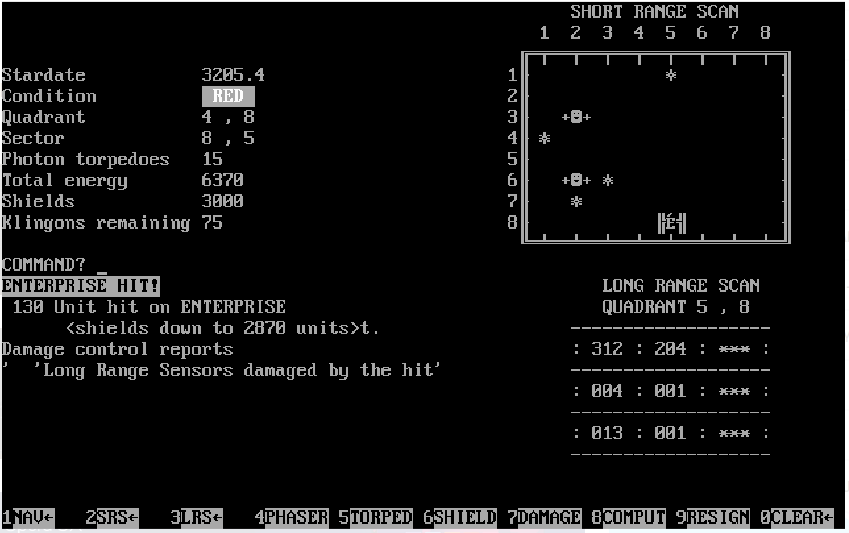 SHORT RANGE SCAN
1 2 3 4 5 6 7 8
Stardate 3205.4
1
Condition RED
2
Quadrant 4 , 8
3
Sector 8 , 5
4
Photon torpedoes 15
5
Total energy 6370
6
Shields 3000
7
Klingons remaining 75
8
COMMAND? _
ENTERPRISE HIT!
130 Unit hit on ENTERPRISE
<shields down to 2870 units>t.
Damage control reports
' 'Long Range Sensors damaged by the hit'
LONG RANGE SCAN
QUADRANT 5 , 8
: 312 : 204 : *** :
: 004 : 001 : *** :
: 013 : 001 : *** :
1NAV← 2SRS← 3LRS← 4PHASER 5TORPED 6SHIELD 7DAMAGE 8COMPUT 9RESIGN 0CLEAR←